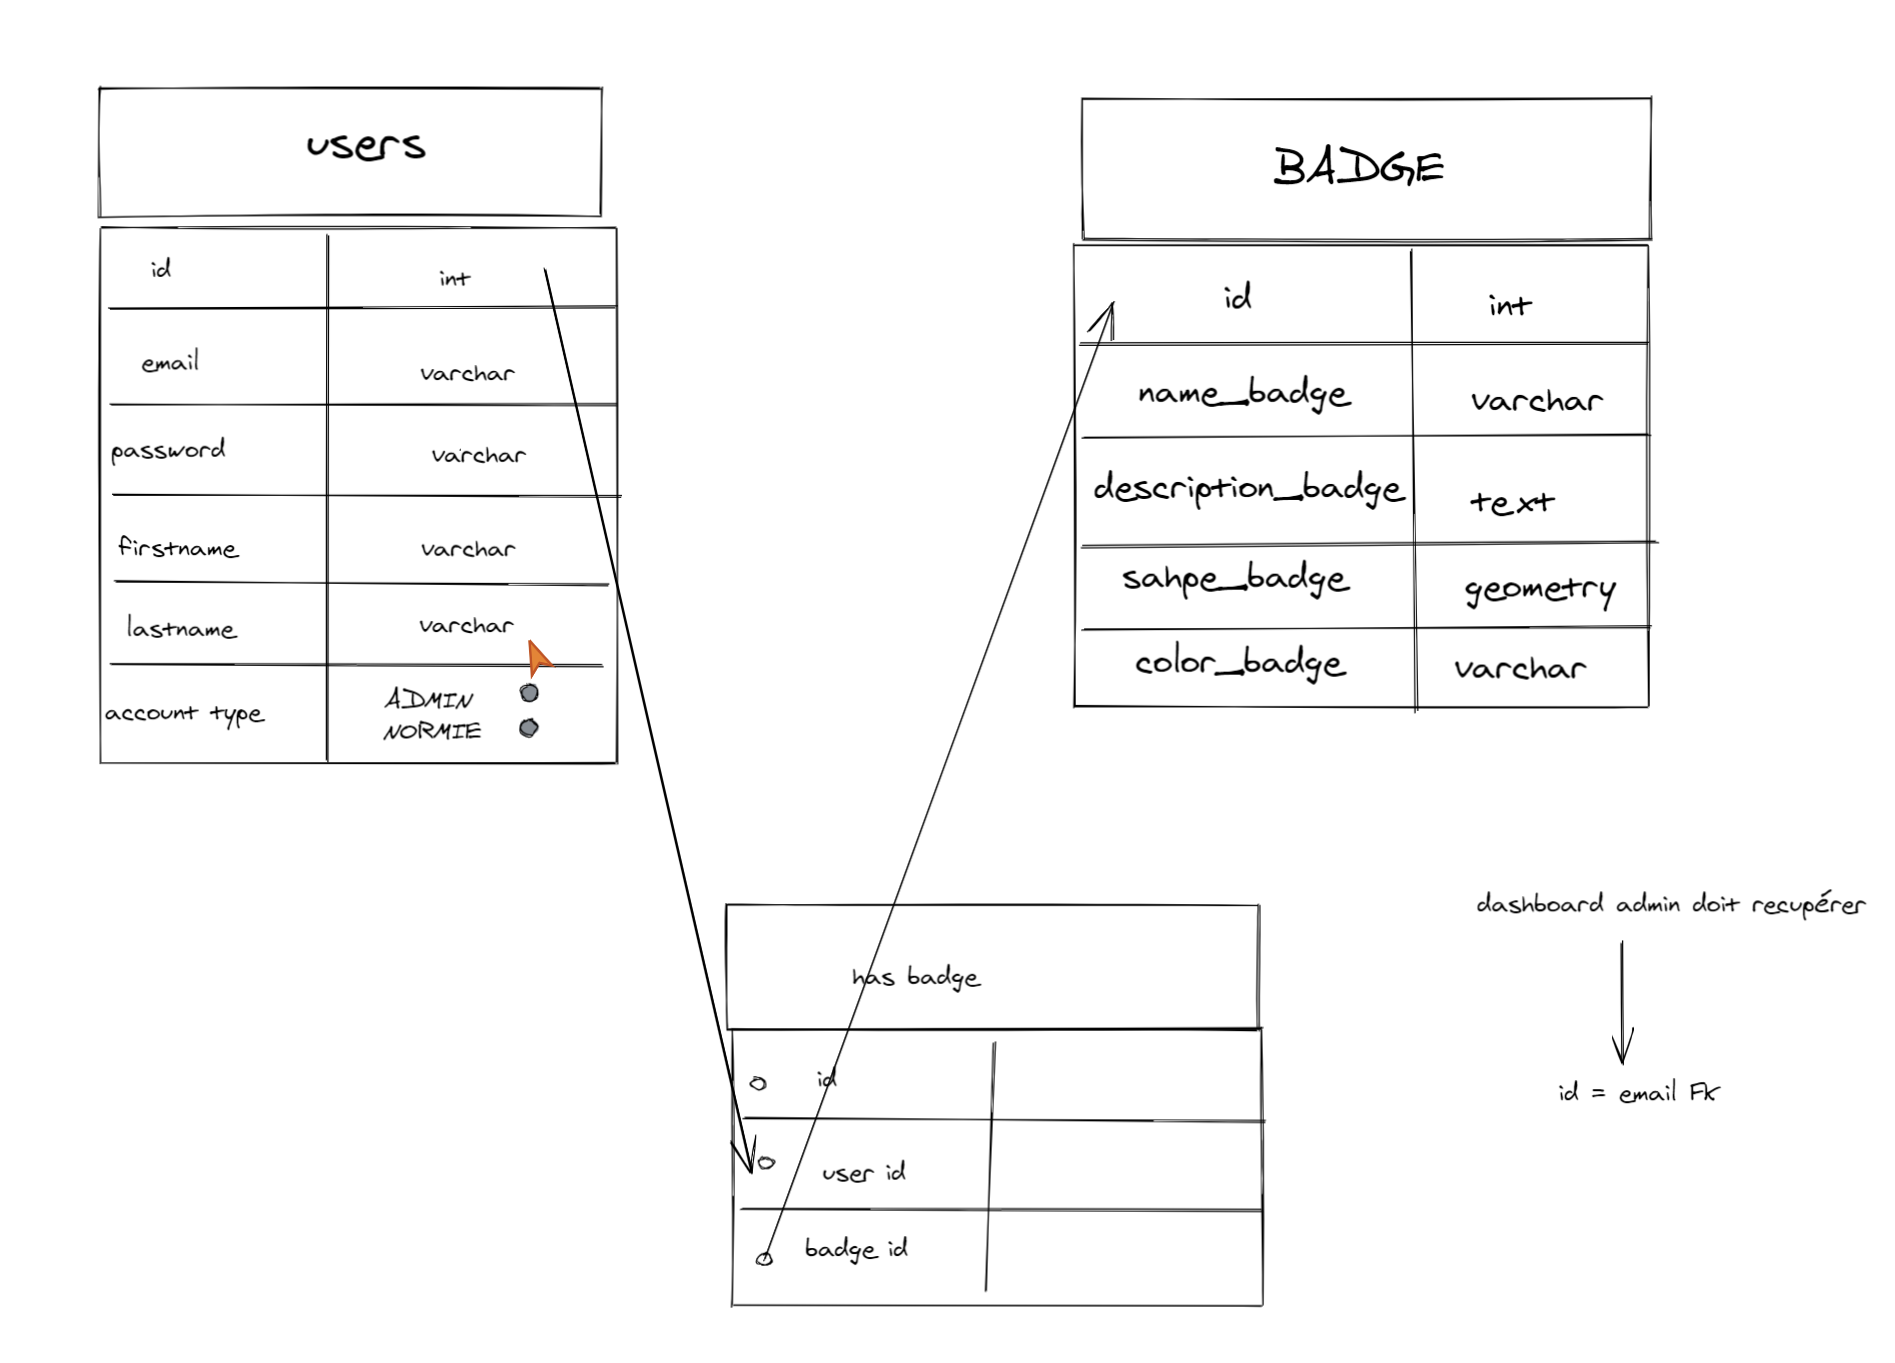 users
id
int
email
varchar
password
varchar
firstname
varchar
lastname
varchar
account type
ADMIN
NORMIE
BADGE
id
int
name_badge
varchar
description_badge
text
sahpe_badge
geometry
color_badge
varchar
has badge
id
user id
badge id
dashboard admin doit recupérer
id = email FK